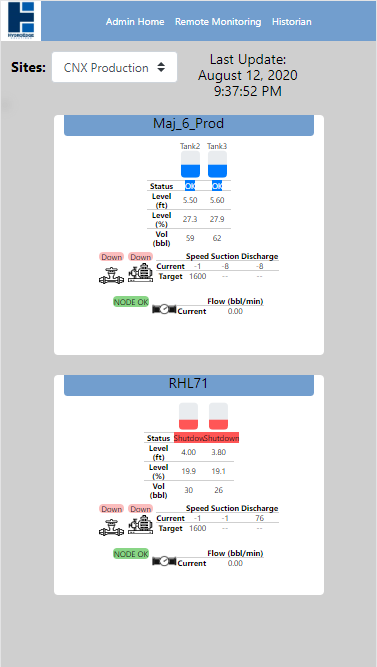 HYDROEDGE
Admin Home Remote Monitoring Historian
Sites: CNX Production
Last Update:
August 12, 2020
9:37:52 PM
Maj_6_Prod
Tank2 Tank3
Status OK OK
Level (ft) 5.50 5.60
Level (%) 27.3 27.9
Vol (bbl) 59 62
Down Down
Speed Suction Discharge
Current -1 -8 -8
Target 1600 -- --
NODE OK
Flow (bbl/min)
Current 0.00
RHL71
Status Shutdow Shutdown
Level (ft) 4.00 3.80
Level (%) 19.9 19.1
Vol (bbl) 30 26
Down Down
Speed Suction Discharge
Current -1 -1 76
Target 1600 -- --
NODE OK
Flow (bbl/min)
Current 0.00